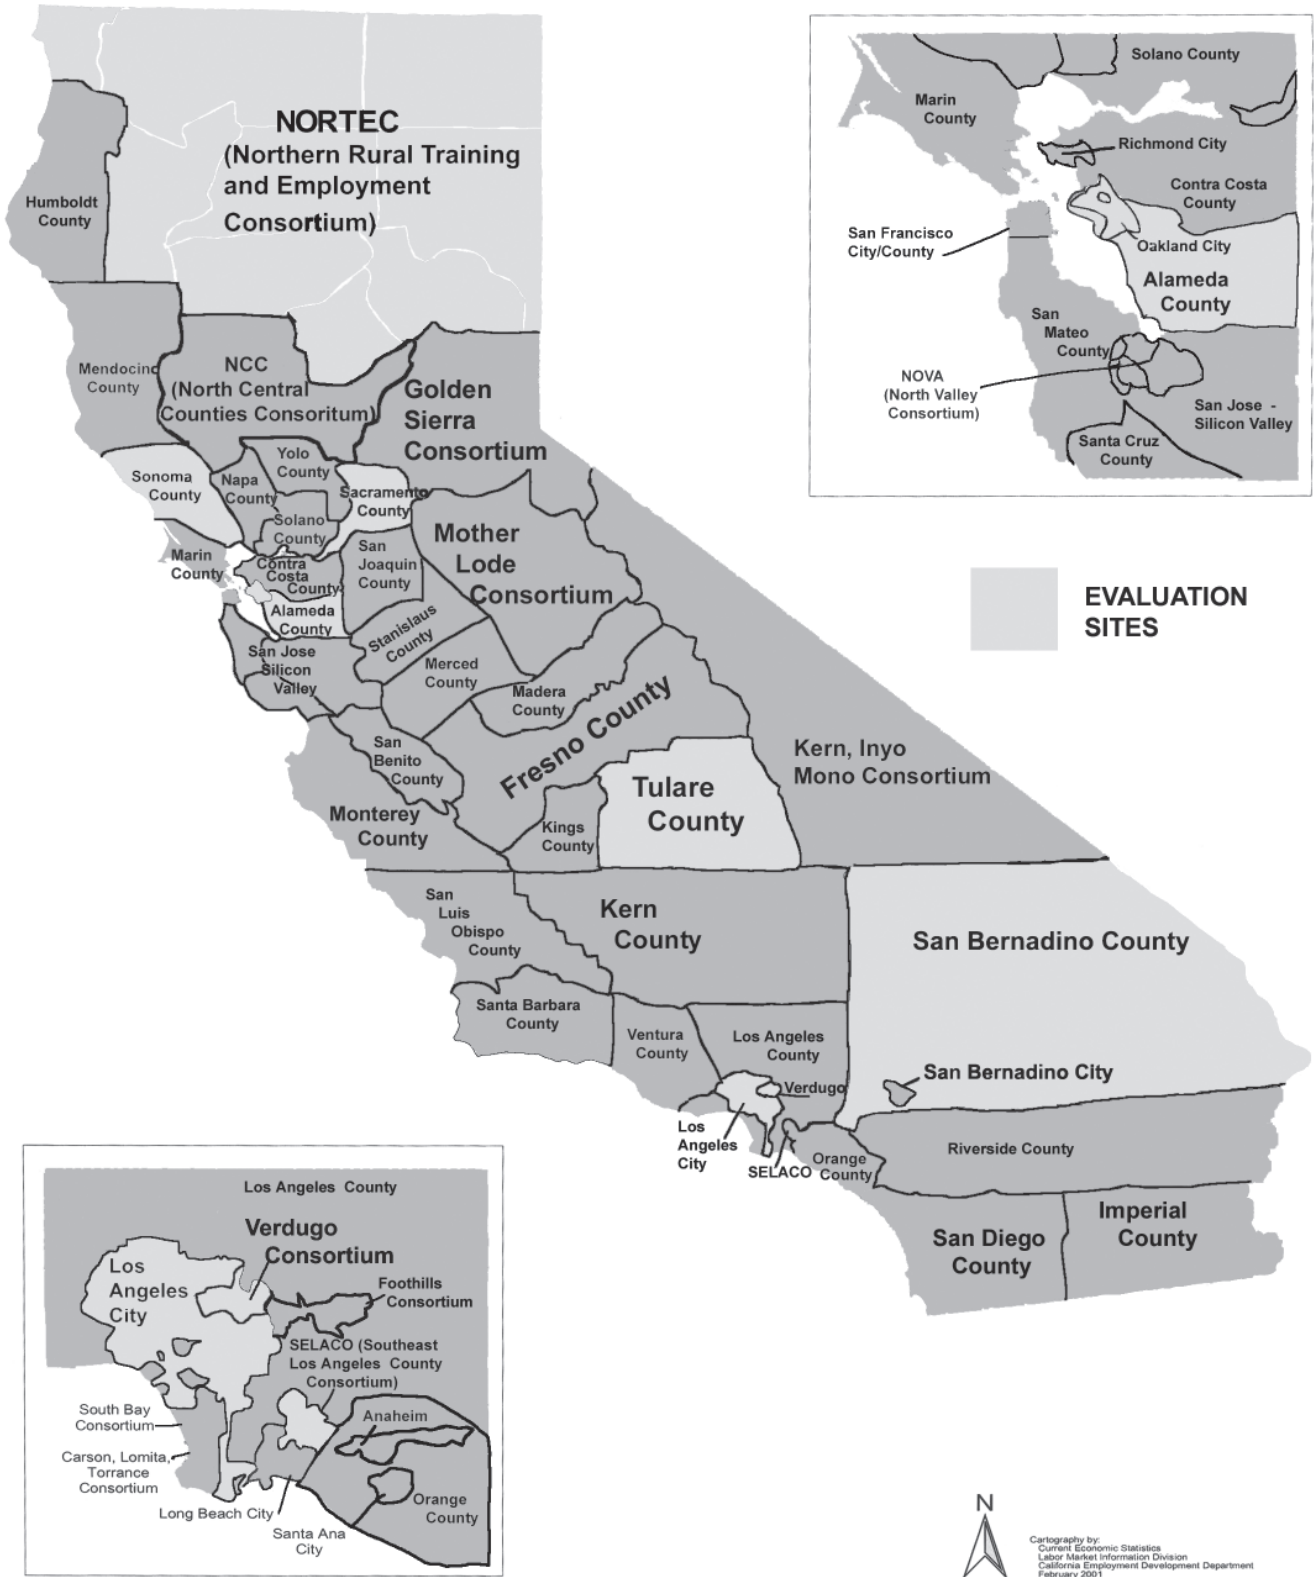 NORTEC
(Northern Rural Training
and Employment
Consortium)
Humboldt
County
Mendocino
County
NCC
(North Central
Counties Consoritum)
Golden
Sierra
Consortium
Yolo
County
Napa
County
Sonoma
County
Sacramento
County
Solano
County
Marin
County
Contra
Costa
County
San
Joaquin
County
Alameda
County
Mother
Lode
Consortium
Stanislaus
County
San Jose
Silicon
Valley
Merced
County
Madera
County
Fresno County
San
Benito
County
Monterey
County
Kings
County
Tulare
County
Kern, Inyo
Mono Consortium
San
Luis
Obispo
County
Kern
County
San Bernadino County
Santa Barbara
County
Ventura
County
Los Angeles
County
Verdugo
San Bernadino City
Los
Angeles
City
SELACO
Orange
County
Riverside County
San Diego
County
Imperial
County
Solano County
Marin
County
Richmond City
Contra Costa
County
San Francisco
City/County
Oakland City
Alameda
County
San
Mateo
County
NOVA
(North Valley
Consortium)
San Jose -
Silicon Valley
Santa Cruz
County
EVALUATION
SITES
Los Angeles County
Verdugo
Consortium
Los
Angeles
City
Foothills
Consortium
SELACO (Southeast
Los Angeles County
Consortium)
South Bay
Consortium
Anaheim
Carson, Lomita,
Torrance
Consortium
Long Beach City
Santa Ana
City
Orange
County
N
Cartography by:
Current Economic Statistics
Labor Market Information Division
California Employment Development Department
February 2001